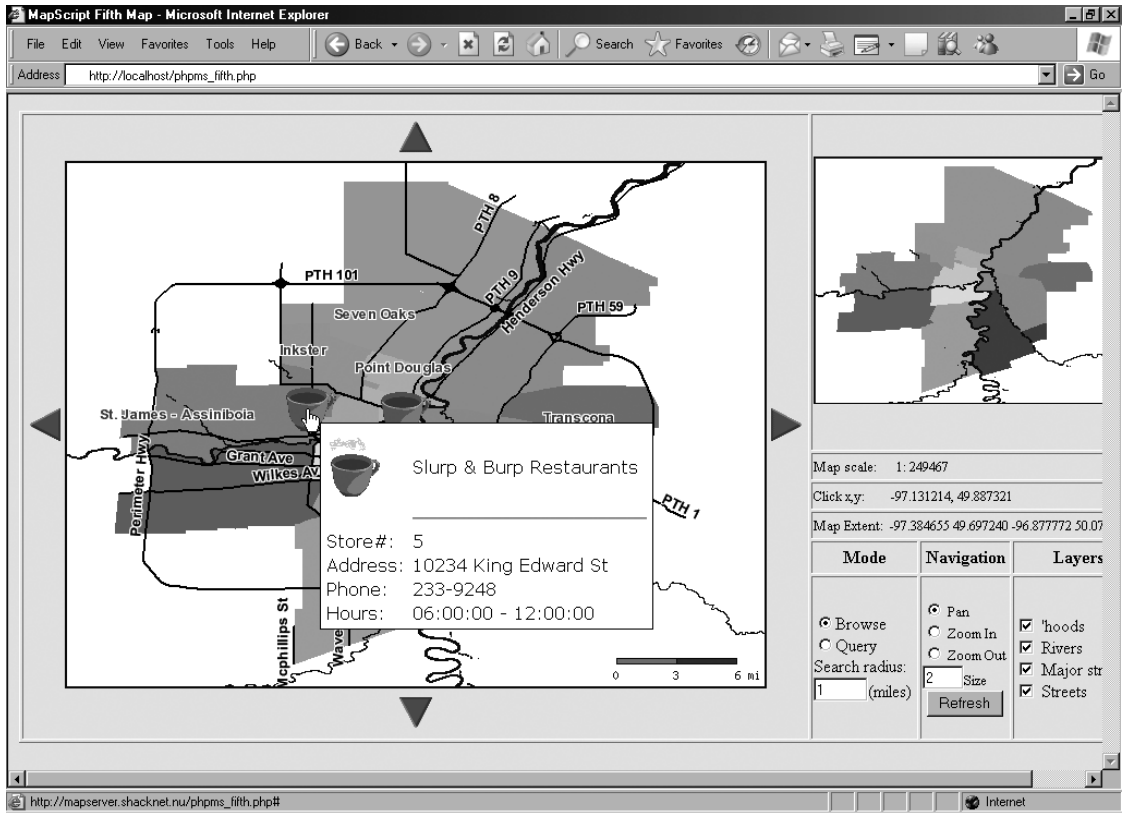 MapScript Fifth Map - Microsoft Internet Explorer
File Edit View Favorites Tools Help
Back Search Favorites
Address http://localhost/phpms_fifth.php Go
PTH 8
PTH 101
PTH 9
Henderson Hwy
PTH 59
Seven Oaks
Inkster
Point Douglas
St. James - Assiniboia
Transcona
Grant Ave
Wilkes Av
Perimeter Hwy
PTH 1
Mcphillips St
Wave
Slurp & Burp Restaurants
Store#: 5
Address: 10234 King Edward St
Phone: 233-9248
Hours: 06:00:00 - 12:00:00
0 3 6 mi
Map scale: 1: 249467
Click x,y: -97.131214, 49.887321
Map Extent: -97.384655 49.697240 -96.877772 50.07
Mode Navigation Layers
Browse
Query
Search radius:
1 (miles)
Pan
Zoom In
Zoom Out
2 Size
Refresh
'hoods
Rivers
Major str
Streets
http://mapserver.shacknet.nu/phpms_fifth.php# Internet